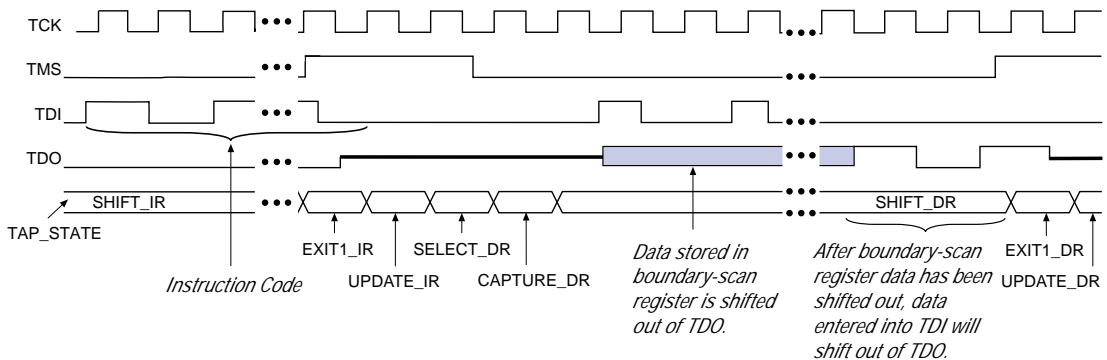 TCK
TMS
TDI
TDO
SHIFT_IR
SHIFT_DR
TAP_STATE
EXIT1_IR
SELECT_DR
UPDATE_IR
CAPTURE_DR
Instruction Code
Data stored in
boundary-scan
register is shifted
out of TDO.
After boundary-scan
register data has been
shifted out, data
entered into TDI will
shift out of TDO.
EXIT1_DR
UPDATE_DR